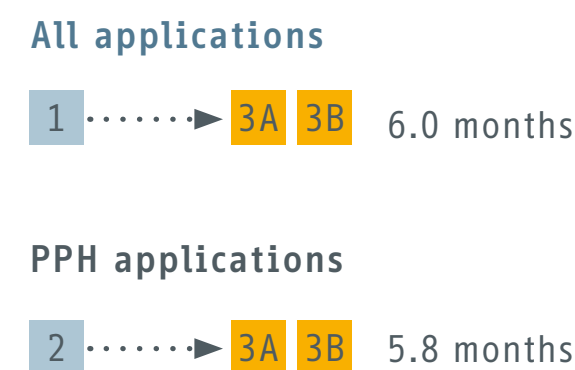 All applications
1 3A 3B 6.0 months
PPH applications
2 3A 3B 5.8 months